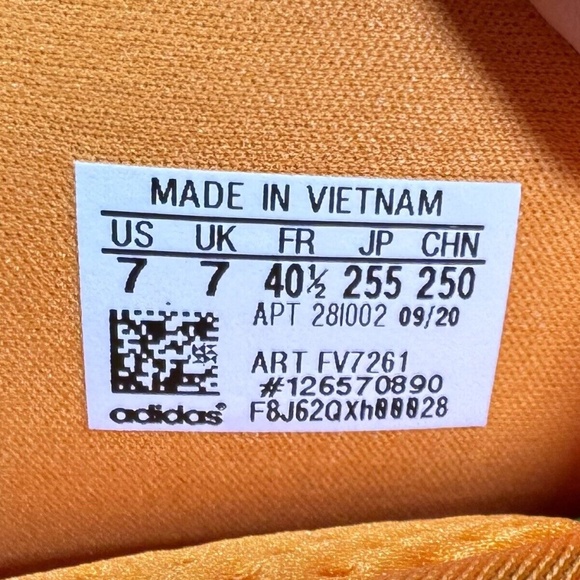 MADE IN VIETNAM
US UK FR JP CHN
7 7 40½ 255 250
APT 281002 09/20
ART FV7261
#126570890
adidas® F8J62QXh00028